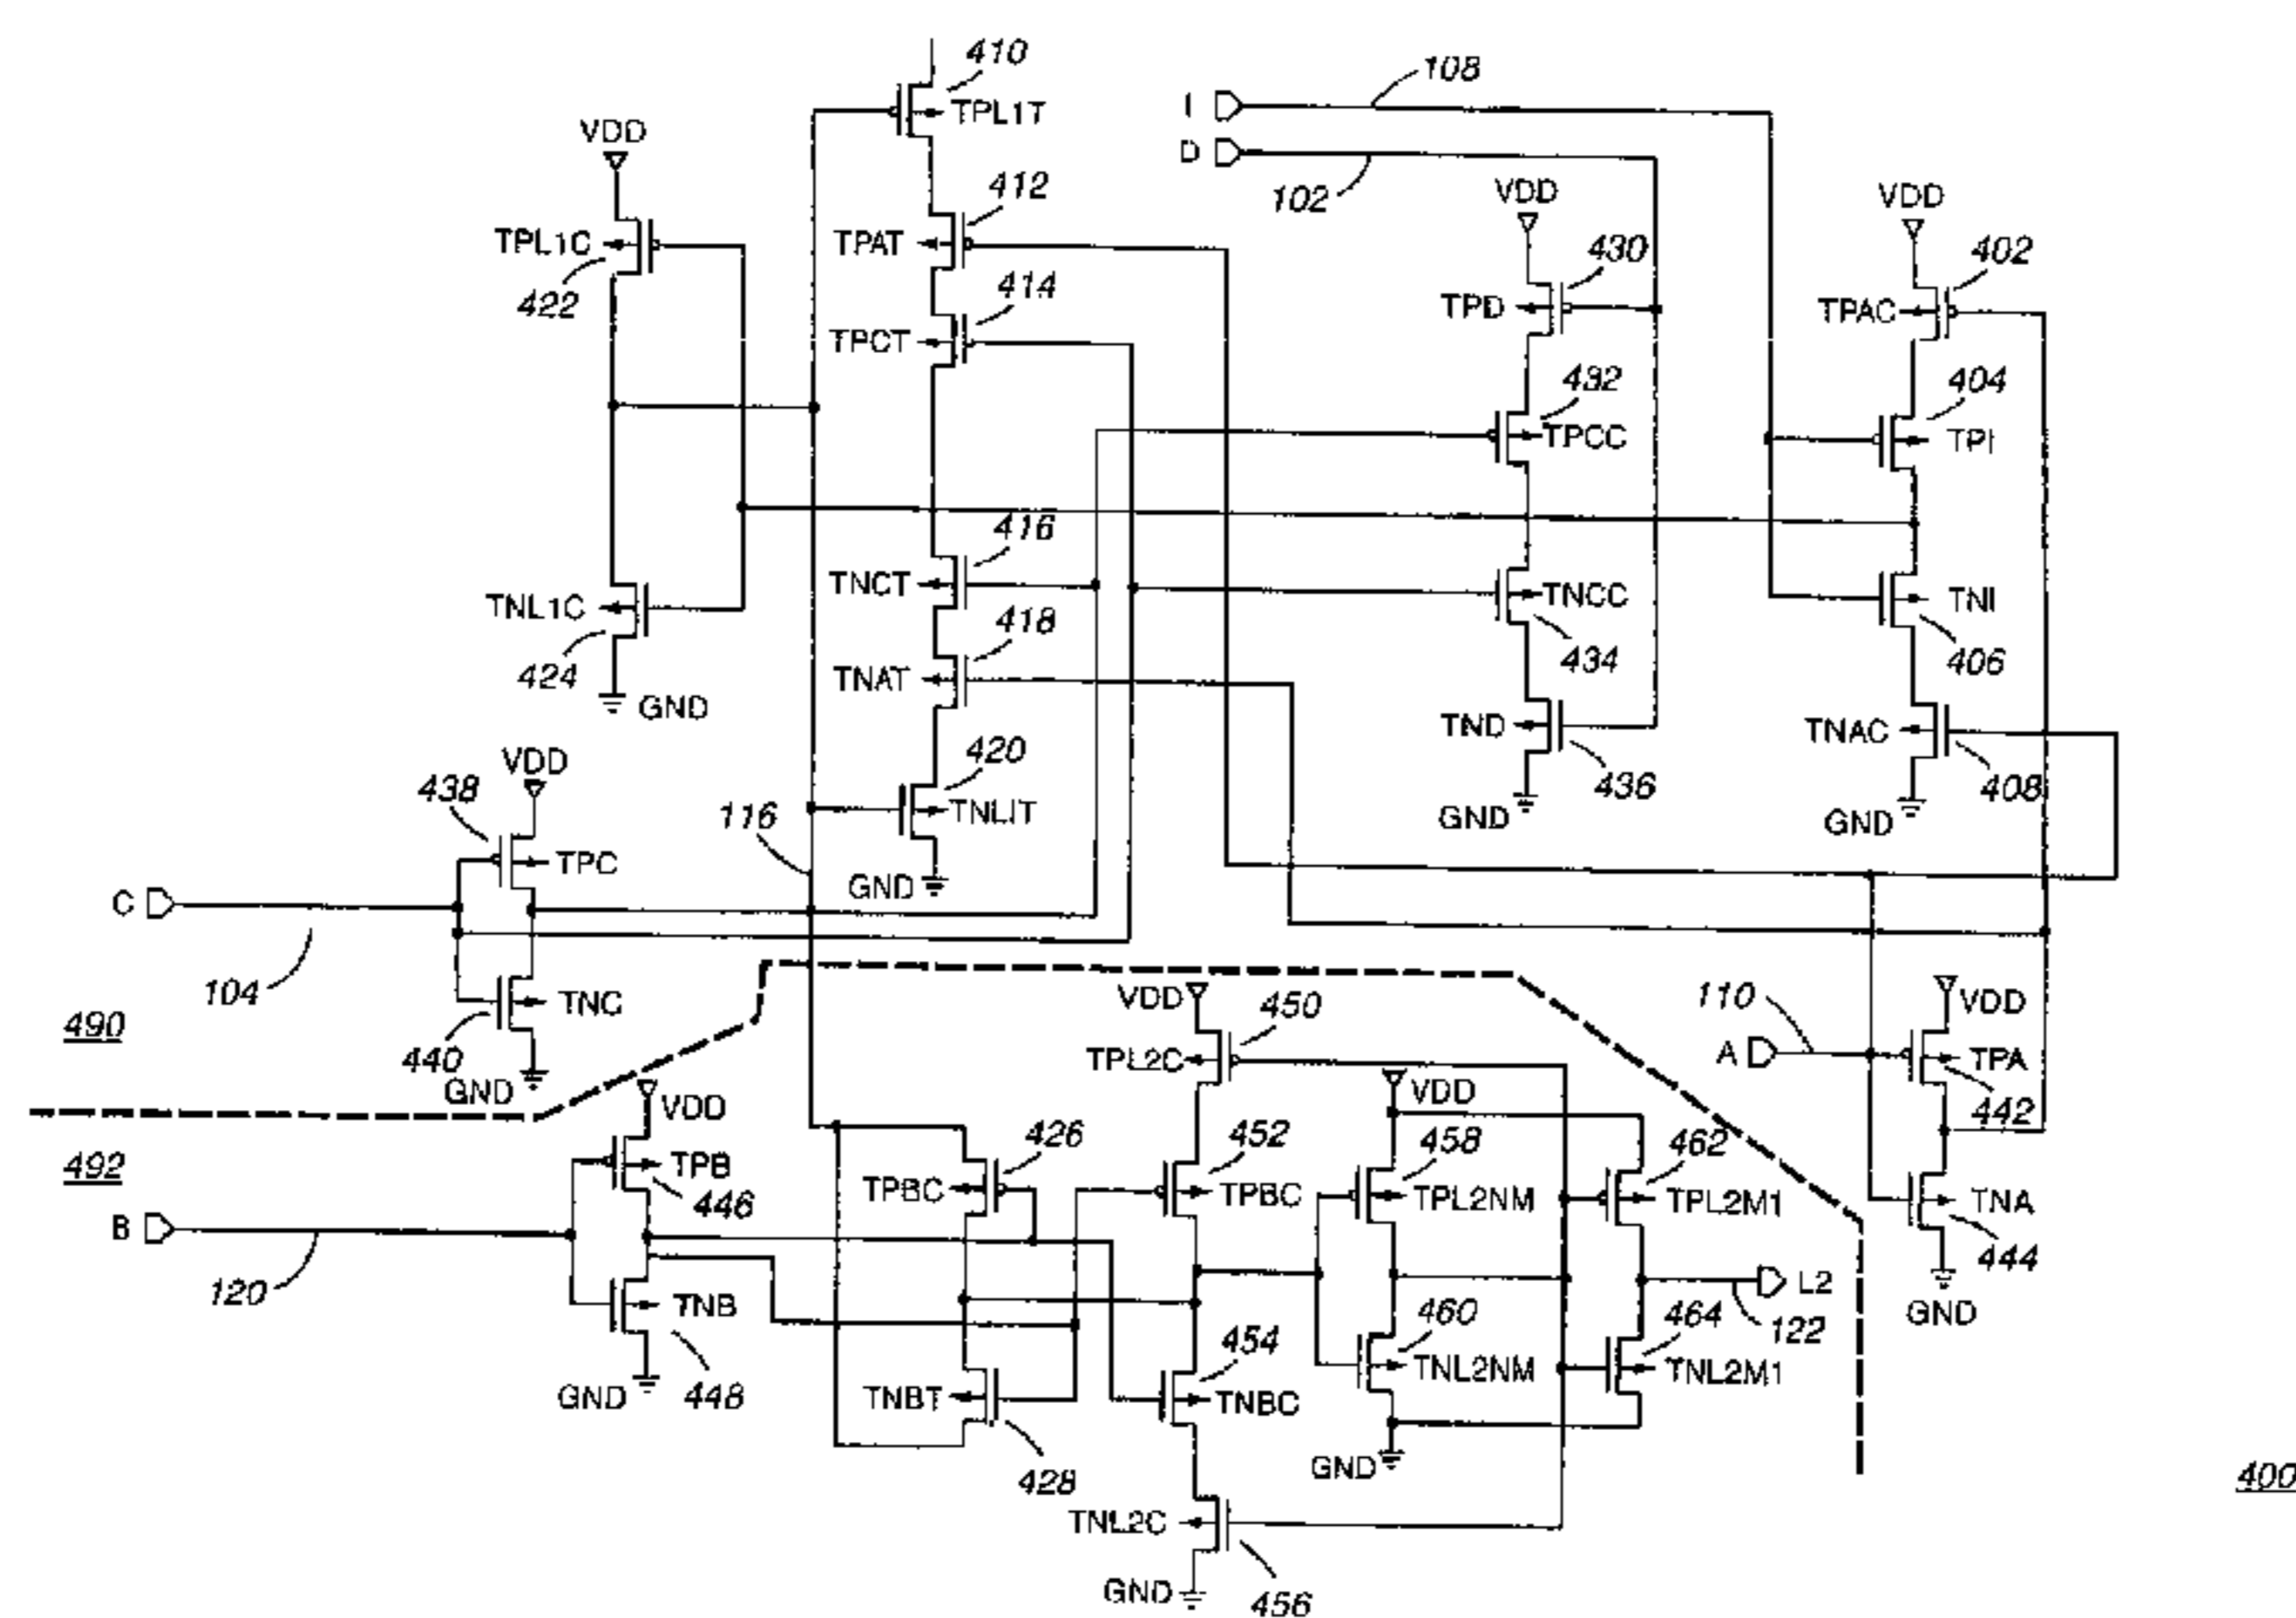 410
TPL1T
I
108
D
102
VDD
TPL1C
422
412
TPAT
414
TPCT
VDD
430
TPD
VDD
402
TPAC
432
TPCC
404
TPI
416
TNCT
TNL1C
424
GND
418
TNAT
TNCC
434
TNI
406
420
TNLIT
GND
TND
436
GND
TNAC
408
GND
VDD
438
TPC
116
C
104
TNC
440
GND
490
492
VDD
450
TPL2C
110
A
VDD
TPA
442
TNA
444
GND
VDD
TPB
446
B
120
TNB
448
GND
426
TPBC
452
TPBC
VDD
458
TPL2NM
462
TPL2M1
L2
122
TNBT
428
454
TNBC
460
TNL2NM
464
TNL2M1
GND
TNL2C
456
GND
400